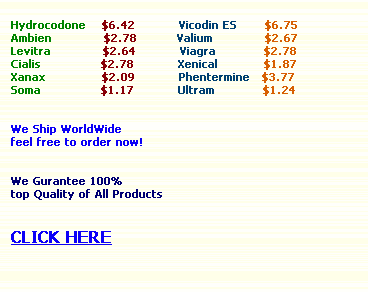 Hydrocodone $6.42 Vicodin ES $6.75
Ambien $2.78 Valium $2.67
Levitra $2.64 Viagra $2.78
Cialis $2.78 Xenical $1.87
Xanax $2.09 Phentermine $3.77
Soma $1.17 Ultram $1.24
We Ship WorldWide
feel free to order now!
We Gurantee 100%
top Quality of All Products
CLICK HERE